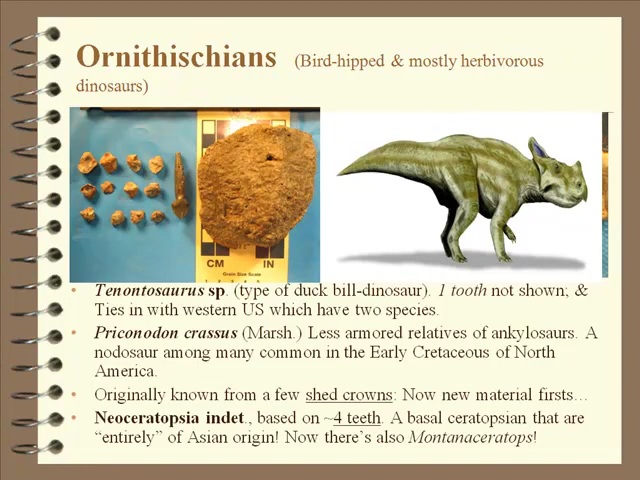 Ornithischians (Bird-hipped & mostly herbivorous
dinosaurs)
CM IN
Grain Size Scale
• Tenontosaurus sp. (type of duck bill-dinosaur). 1 tooth not shown; &
Ties in with western US which have two species.
• Priconodon crassus (Marsh.) Less armored relatives of ankylosaurs. A
nodosaur among many common in the Early Cretaceous of North
America.
• Originally known from a few shed crowns: Now new material firsts…
• Neoceratopsia indet., based on ~4 teeth. A basal ceratopsian that are
“entirely” of Asian origin! Now there’s also Montanaceratops!